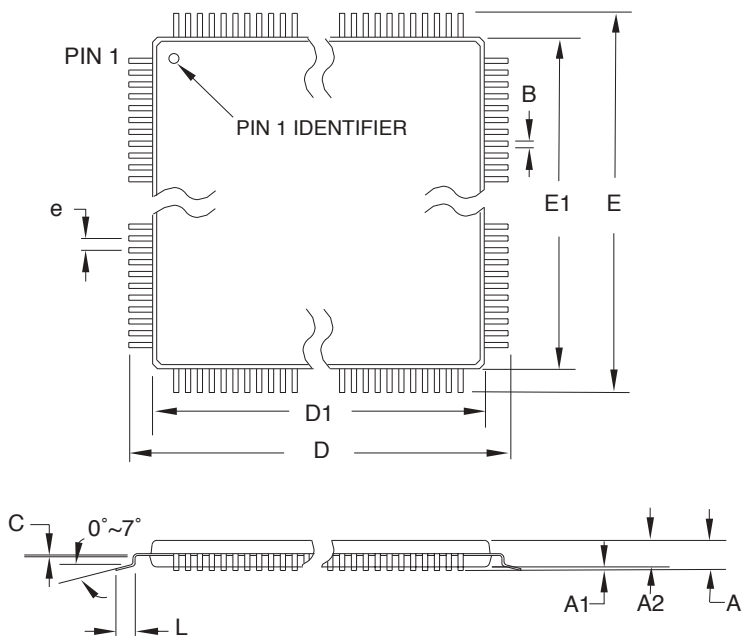 PIN 1
PIN 1 IDENTIFIER
B
e
E1
E
D1
D
C
0°~7°
L
A1
A2
A